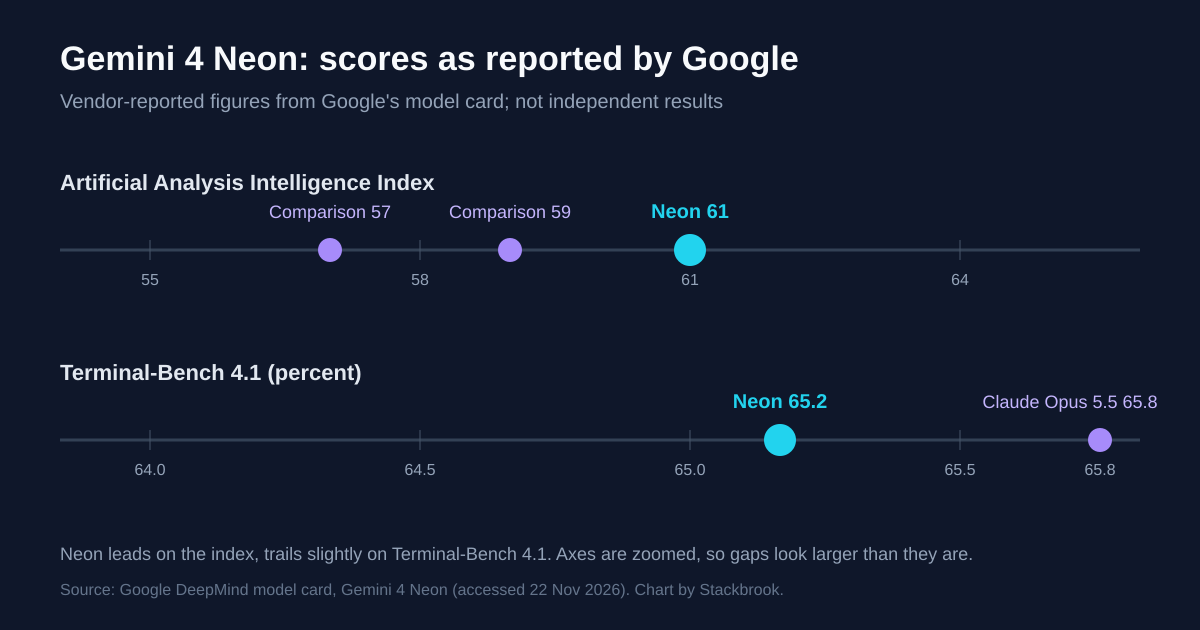 Gemini 4 Neon: scores as reported by Google
Vendor-reported figures from Google's model card; not independent results
Artificial Analysis Intelligence Index
Comparison 57 Comparison 59 Neon 61
55 58 61 64
Terminal-Bench 4.1 (percent)
Neon 65.2 Claude Opus 5.5 65.8
64.0 64.5 65.0 65.5 65.8
Neon leads on the index, trails slightly on Terminal-Bench 4.1. Axes are zoomed, so gaps look larger than they are.
Source: Google DeepMind model card, Gemini 4 Neon (accessed 22 Nov 2026). Chart by Stackbrook.